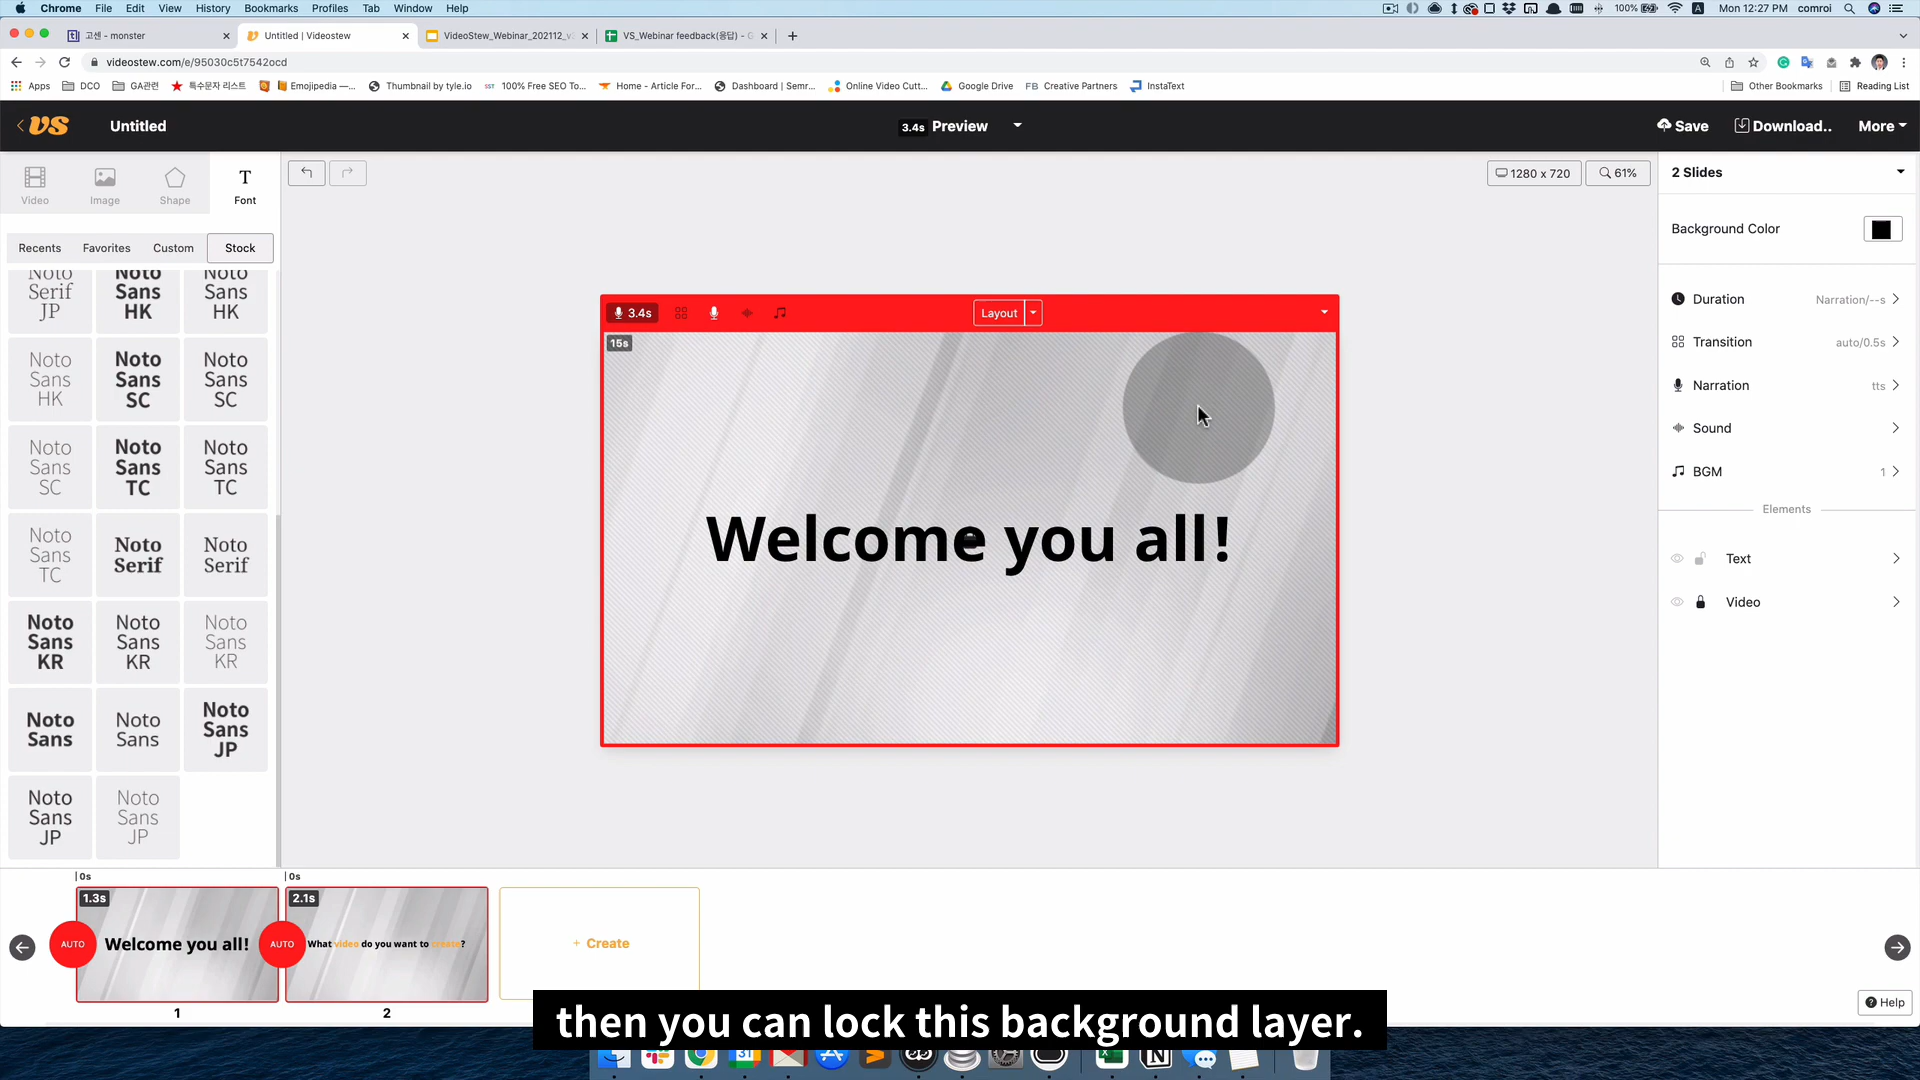 Chrome File Edit View History Bookmarks Profiles Tab Window Help
100% A Mon 12:27 PM comroi
고센 - monster
Untitled | Videostew
VideoStew_Webinar_202112_v
VS_Webinar feedback(응답) - G
videostew.com/e/95030c5t7542ocd
Apps DCO GA관련 특수문자 리스트 Emojipedia —... Thumbnail by tyle.io SST 100% Free SEO To... Home - Article For... Dashboard | Semr... Online Video Cutt... Google Drive FB Creative Partners InstaText Other Bookmarks Reading List
VS Untitled 3.4s Preview Save Download.. More
Video Image Shape T Font
1280 x 720 61%
2 Slides
Recents Favorites Custom Stock
Background Color
Noto Serif JP
Noto Sans HK
Noto Sans HK
Noto Sans HK
Noto Sans SC
Noto Sans SC
Noto Sans SC
Noto Sans TC
Noto Sans TC
Noto Sans TC
Noto Serif
Noto Serif
Noto Sans KR
Noto Sans KR
Noto Sans KR
Noto Sans
Noto Sans
Noto Sans JP
Noto Sans JP
Noto Sans JP
3.4s Layout
15s
Welcome you all!
Duration Narration/--s
Transition auto/0.5s
Narration tts
Sound
BGM 1
Elements
Text
Video
0s
0s
1.3s
2.1s
AUTO Welcome you all!
AUTO What video do you want to create?
+ Create
1
2
Help
then you can lock this background layer.